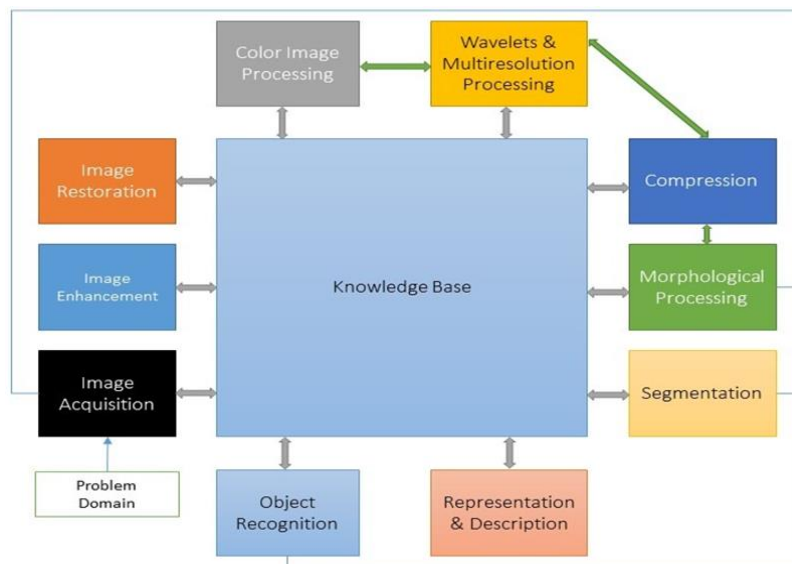 Color Image
Processing
Wavelets &
Multiresolution
Processing
Image
Restoration
Compression
Image
Enhancement
Knowledge Base
Morphological
Processing
Image
Acquisition
Segmentation
Problem
Domain
Object
Recognition
Representation
& Description